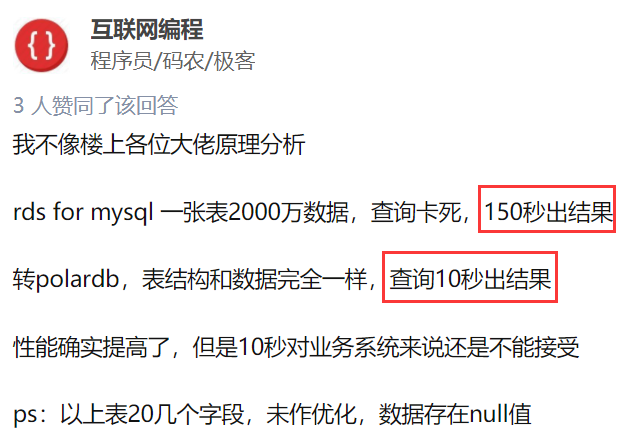 {}
互联网编程
程序员/码农/极客
3 人赞同了该回答
我不像楼上各位大佬原理分析
rds for mysql 一张表2000万数据，查询卡死，150秒出结果
转polardb，表结构和数据完全一样，查询10秒出结果
性能确实提高了，但是10秒对业务系统来说还是不能接受
ps：以上表20几个字段，未作优化，数据存在null值